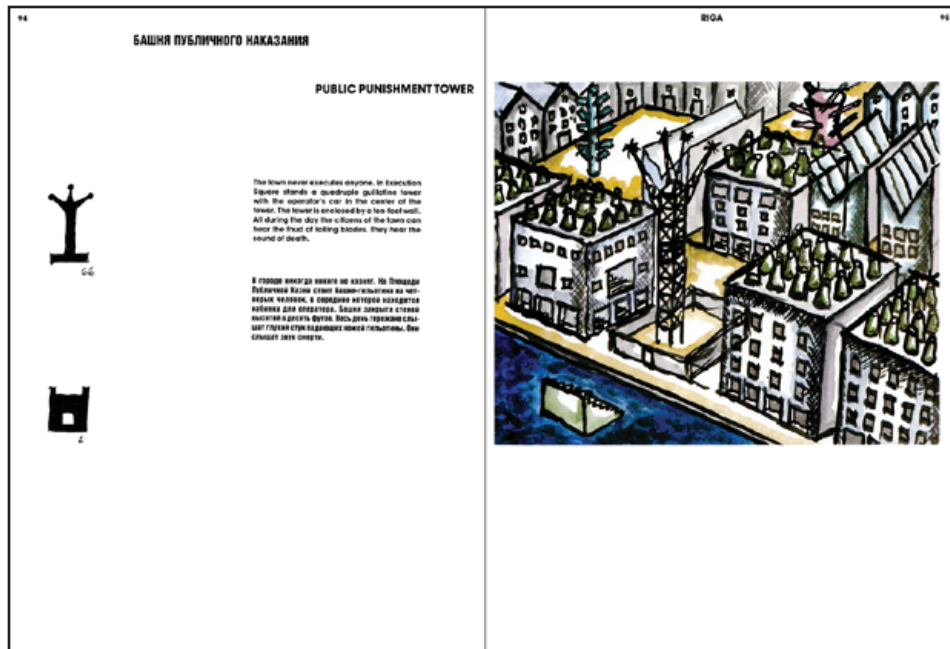 94
БАШНЯ ПУБЛИЧНОГО НАКАЗАНИЯ
PUBLIC PUNISHMENT TOWER
The town never executes anyone. In Execution
Square stands a quadruple guillotine tower
with the operator's car in the center of the
tower. The tower is enclosed by a ten-foot wall.
All during the day the citizens of the town can
hear the thud of falling blades. They hear the
sound of death.
В городе никогда никого не казнят. На Площади
Публичной Казни стоит башня-гильотина на чет-
верых человек, в середине которой находится
кабинка для оператора. Башня закрыта стеной
высотой в десять футов. Весь день горожане слы-
шат глухой стук падающих ножей гильотины. Они
слышат звук смерти.
66
2
RIGA
95